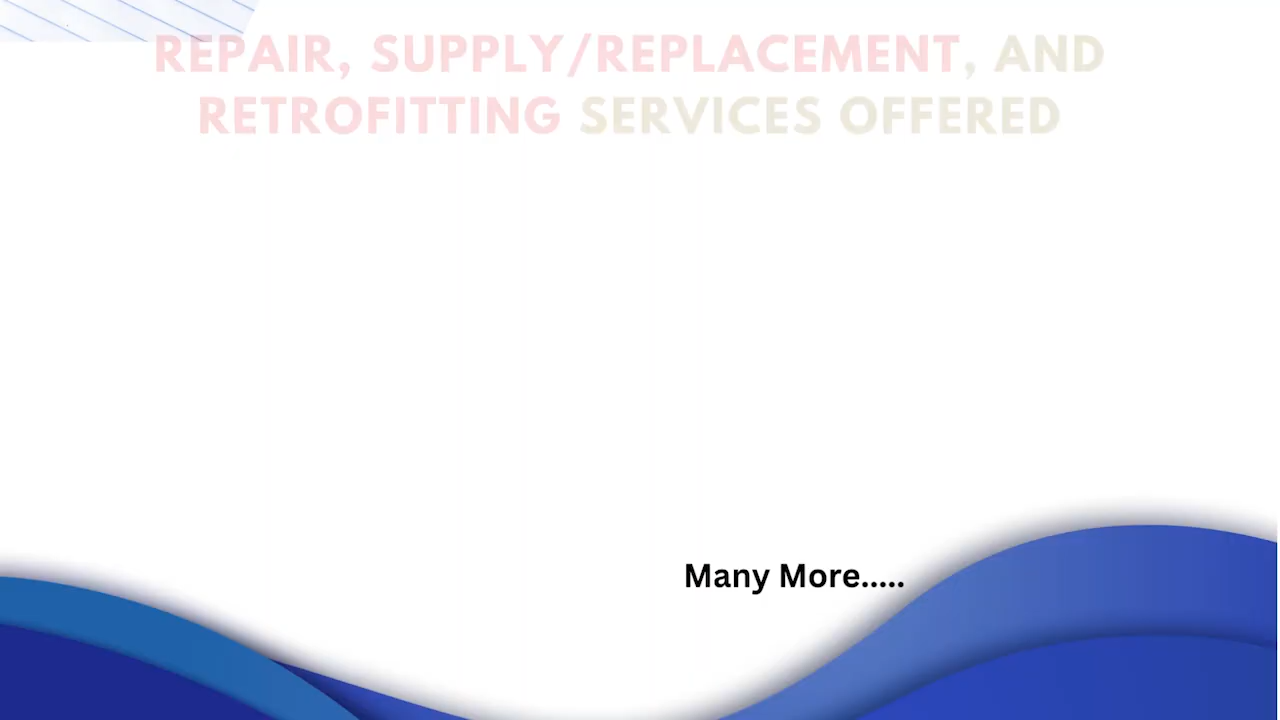 REPAIR, SUPPLY/REPLACEMENT, AND
RETROFITTING SERVICES OFFERED
Many More.....